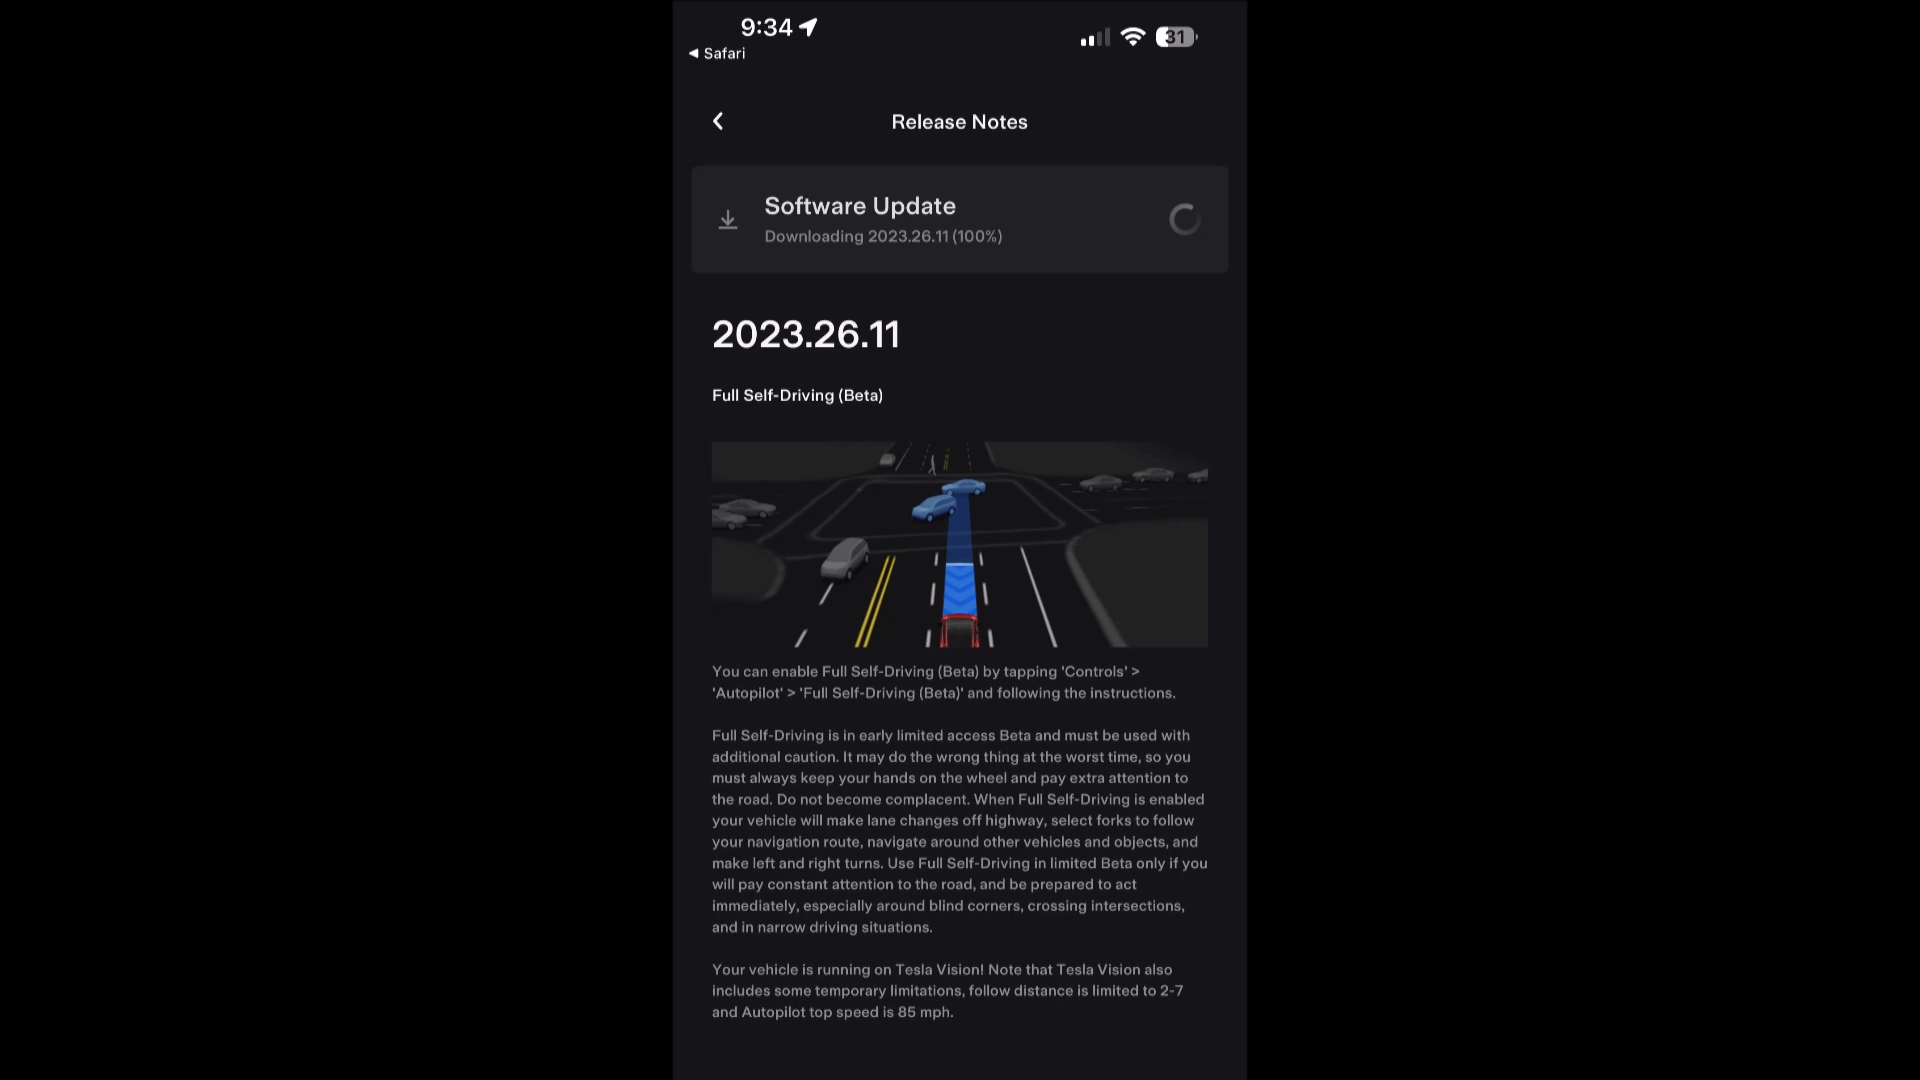 9:34
31
◀ Safari
Release Notes
Software Update
Downloading 2023.26.11 (100%)
2023.26.11
Full Self-Driving (Beta)
You can enable Full Self-Driving (Beta) by tapping 'Controls' >
'Autopilot' > 'Full Self-Driving (Beta)' and following the instructions.
Full Self-Driving is in early limited access Beta and must be used with
additional caution. It may do the wrong thing at the worst time, so you
must always keep your hands on the wheel and pay extra attention to
the road. Do not become complacent. When Full Self-Driving is enabled
your vehicle will make lane changes off highway, select forks to follow
your navigation route, navigate around other vehicles and objects, and
make left and right turns. Use Full Self-Driving in limited Beta only if you
will pay constant attention to the road, and be prepared to act
immediately, especially around blind corners, crossing intersections,
and in narrow driving situations.
Your vehicle is running on Tesla Vision! Note that Tesla Vision also
includes some temporary limitations, follow distance is limited to 2-7
and Autopilot top speed is 85 mph.